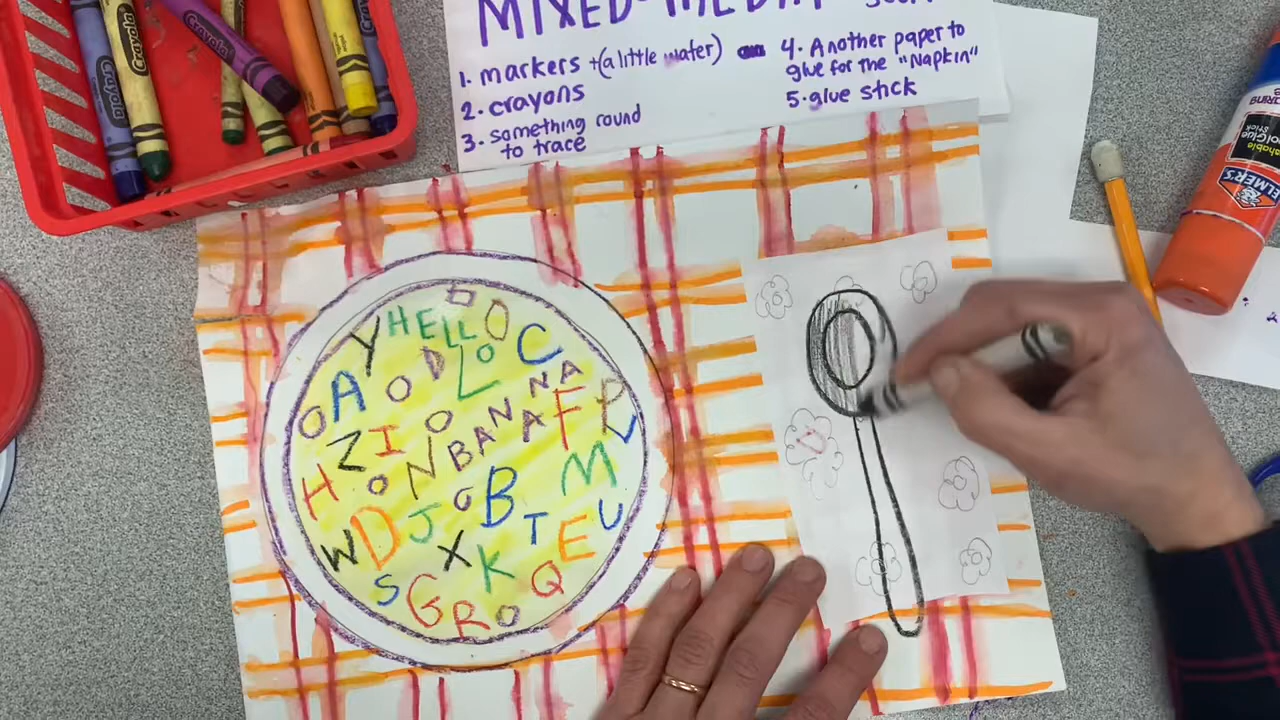 MIXED-MEDIA
1. markers +(a little water)
2. crayons
3. something round
to trace
4. Another paper to
glue for the "Napkin"
5. glue stick
Crayola
Crayola
Crayola
ELMER'S
Y HELLO O C
A O D L BANANA
O Z I O N F P
H O N BANANA M
W D J G B T E U
S G X K Q
R O